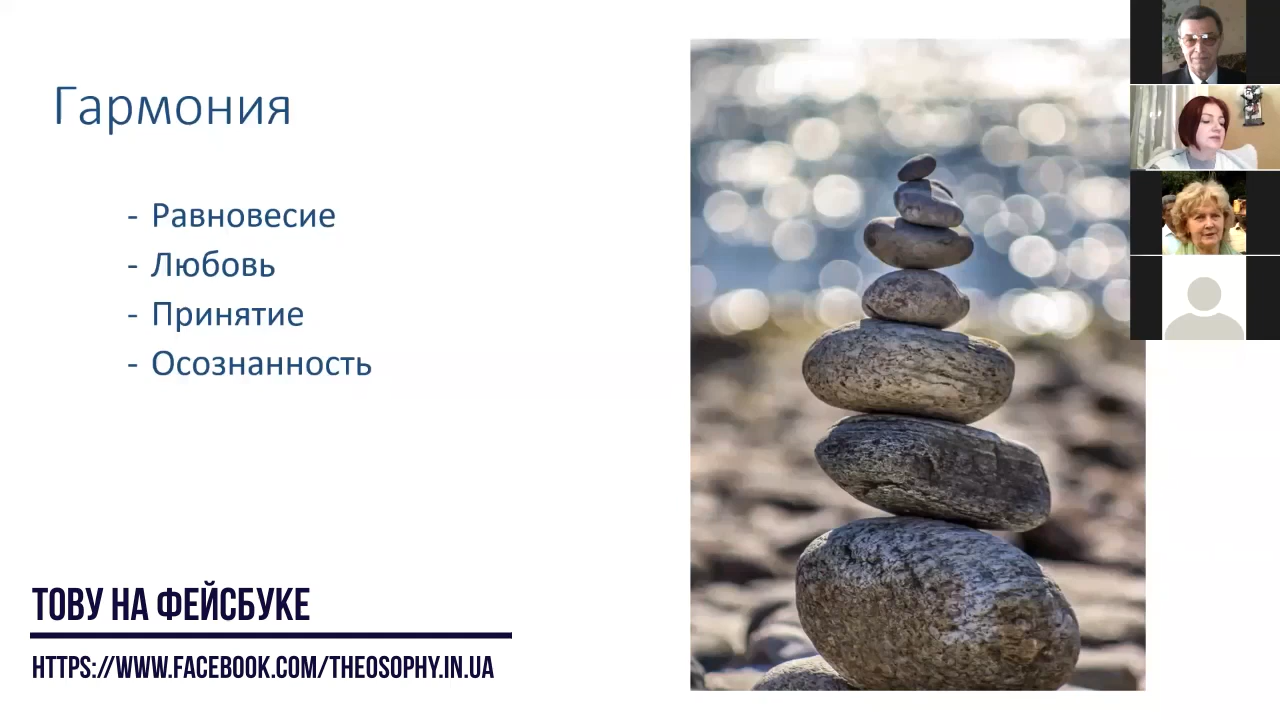 Гармония
- Равновесие
- Любовь
- Принятие
- Осознанность
ТОВУ НА ФЕЙСБУКЕ
HTTPS://WWW.FACEBOOK.COM/THEOSOPHY.IN.UA